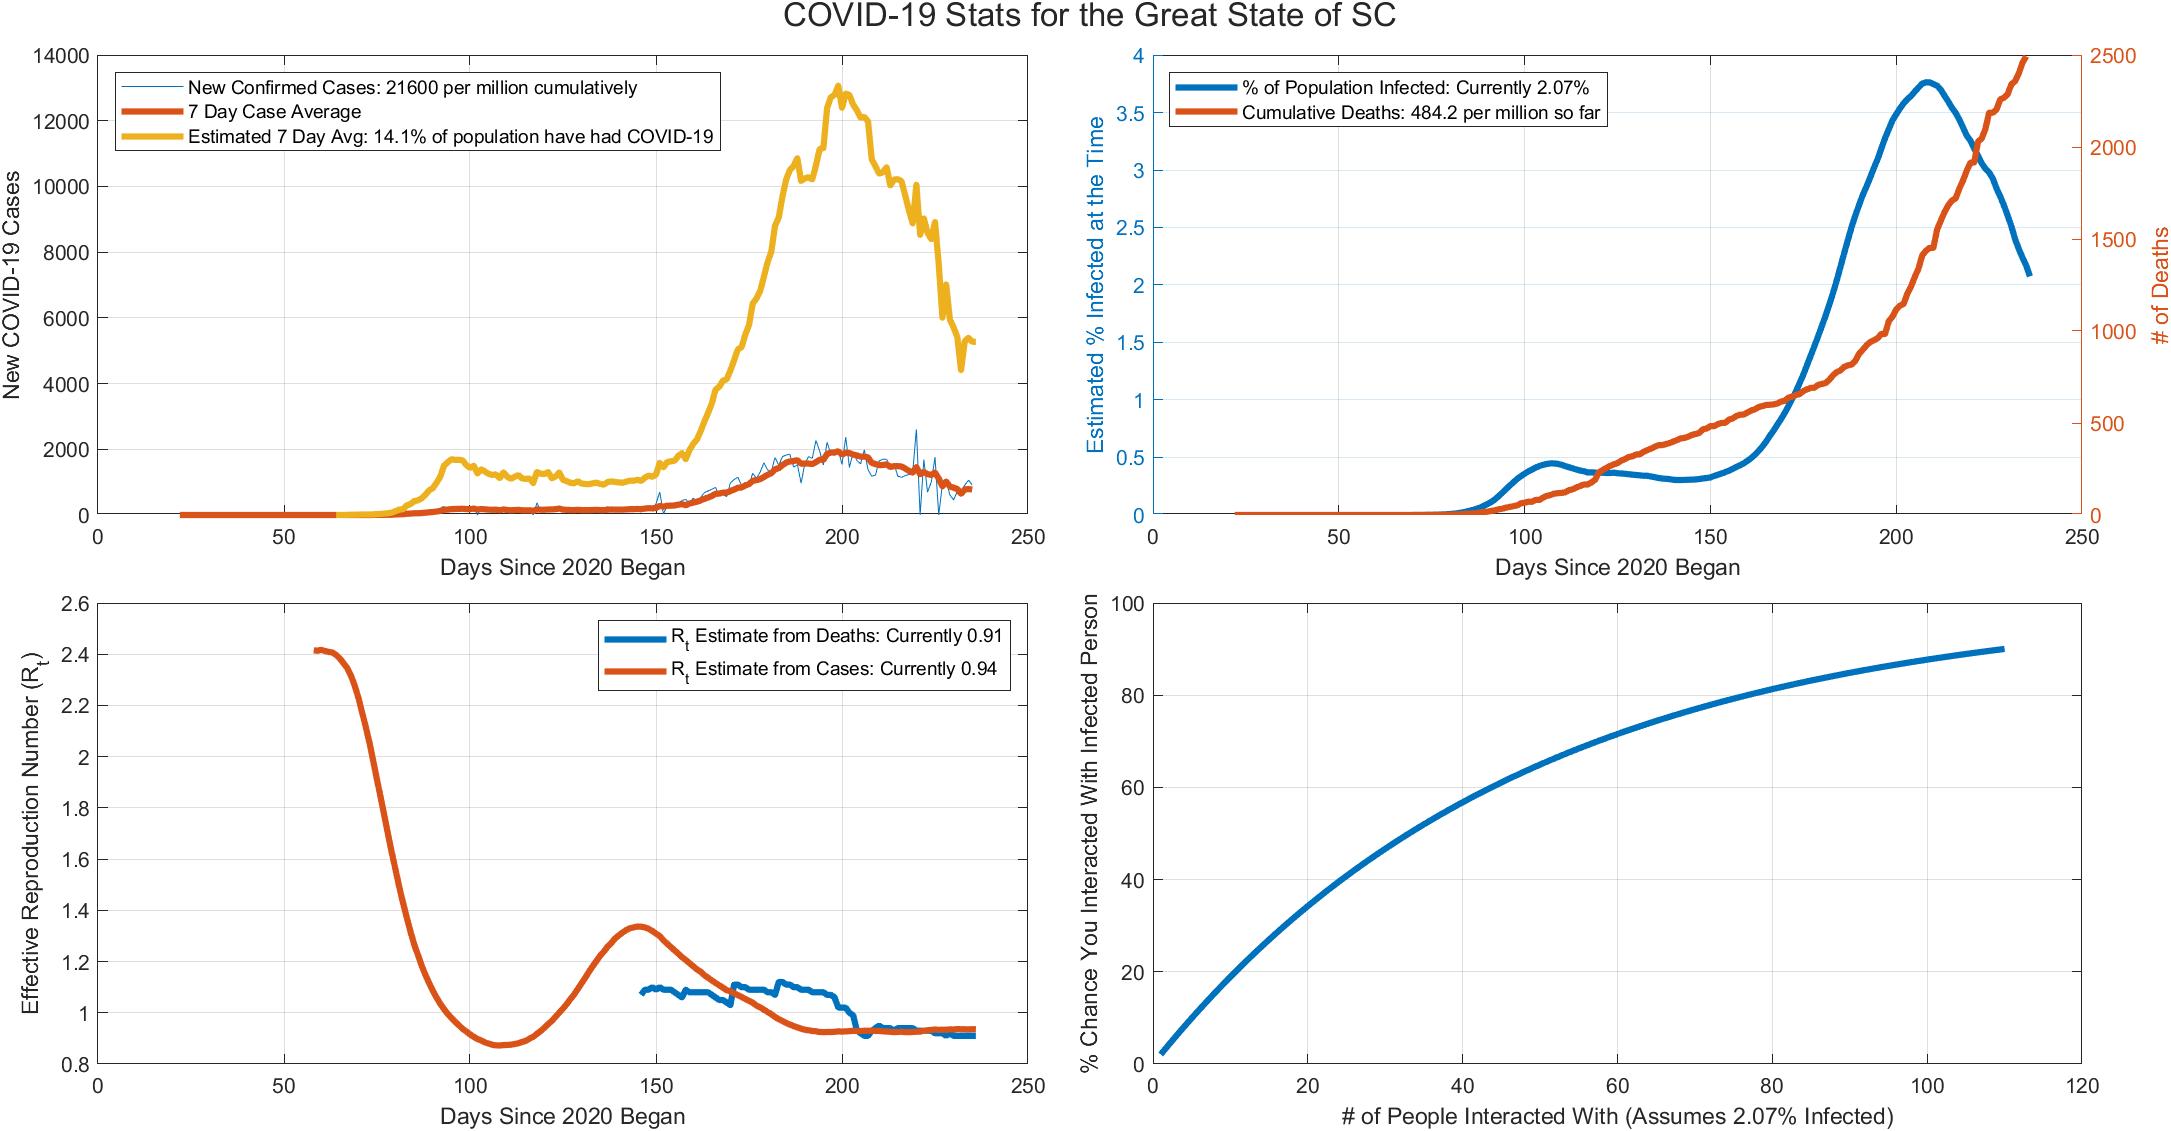 COVID-19 Stats for the Great State of SC
14000
12000
10000
8000
6000
4000
2000
0
New COVID-19 Cases
New Confirmed Cases: 21600 per million cumulatively
7 Day Case Average
Estimated 7 Day Avg: 14.1% of population have had COVID-19
0 50 100 150 200 250
Days Since 2020 Began
4
3.5
3
2.5
2
1.5
1
0.5
0
Estimated % Infected at the Time
% of Population Infected: Currently 2.07%
Cumulative Deaths: 484.2 per million so far
2500
2000
1500
1000
500
0
# of Deaths
0 50 100 150 200 250
Days Since 2020 Began
2.6
2.4
2.2
2
1.8
1.6
1.4
1.2
1
0.8
Effective Reproduction Number (Rt)
Rt Estimate from Deaths: Currently 0.91
Rt Estimate from Cases: Currently 0.94
0 50 100 150 200 250
Days Since 2020 Began
100
80
60
40
20
0
% Chance You Interacted With Infected Person
0 20 40 60 80 100 120
# of People Interacted With (Assumes 2.07% Infected)